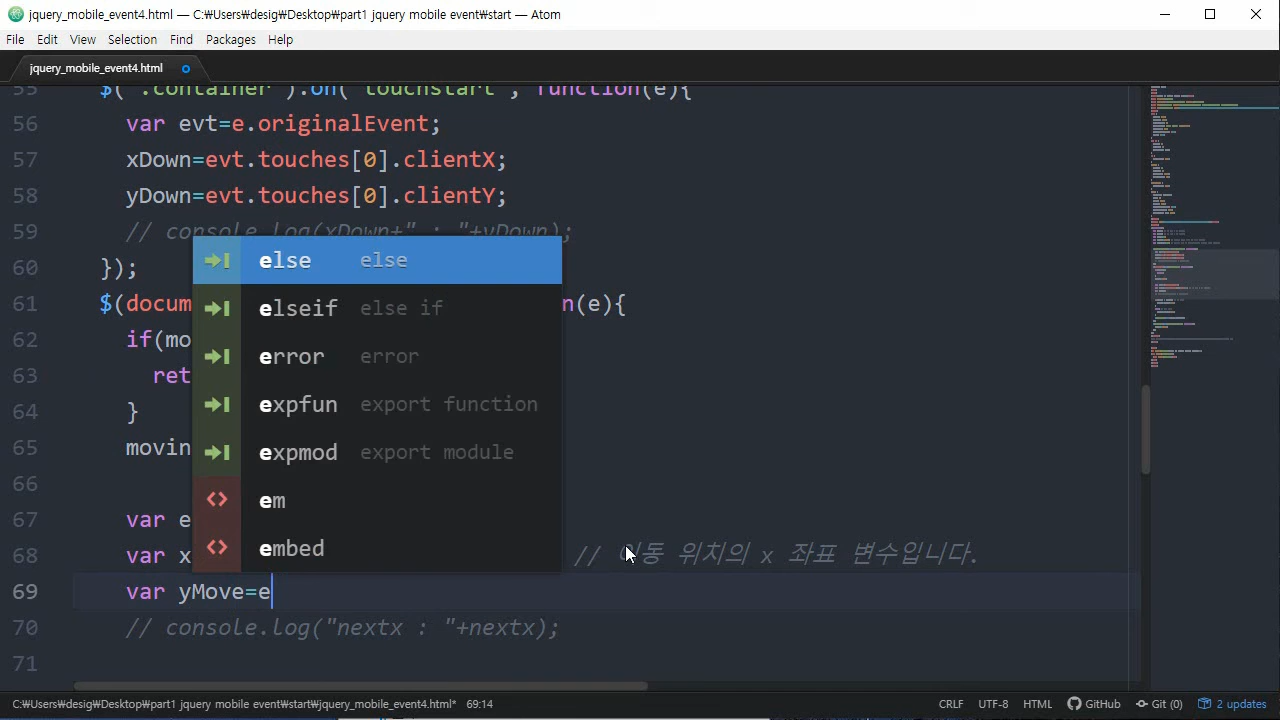 jquery_mobile_event4.html — C:₩Users₩desig₩Desktop₩part1 jquery mobile event₩start — Atom
File Edit View Selection Find Packages Help
jquery_mobile_event4.html
55 $(".container").on("touchstart", function(e){
56 var evt=e.originalEvent;
57 xDown=evt.touches[0].clientX;
58 yDown=evt.touches[0].clientY;
59 // console.log(xDown+" : "+yDown);
60 });
61 $(docum n(e){
62 if(mo
63 ret
64 }
65 movin
66
67 var e
68 var x // 이동 위치의 x 좌표 변수입니다.
69 var yMove=e
70 // console.log("nextx : "+nextx);
71
else else
elseif else if
error error
expfun export function
expmod export module
em
embed
C:₩Users₩desig₩Desktop₩part1 jquery mobile event₩start₩jquery_mobile_event4.html* 69:14 CRLF UTF-8 HTML GitHub Git (0) 2 updates